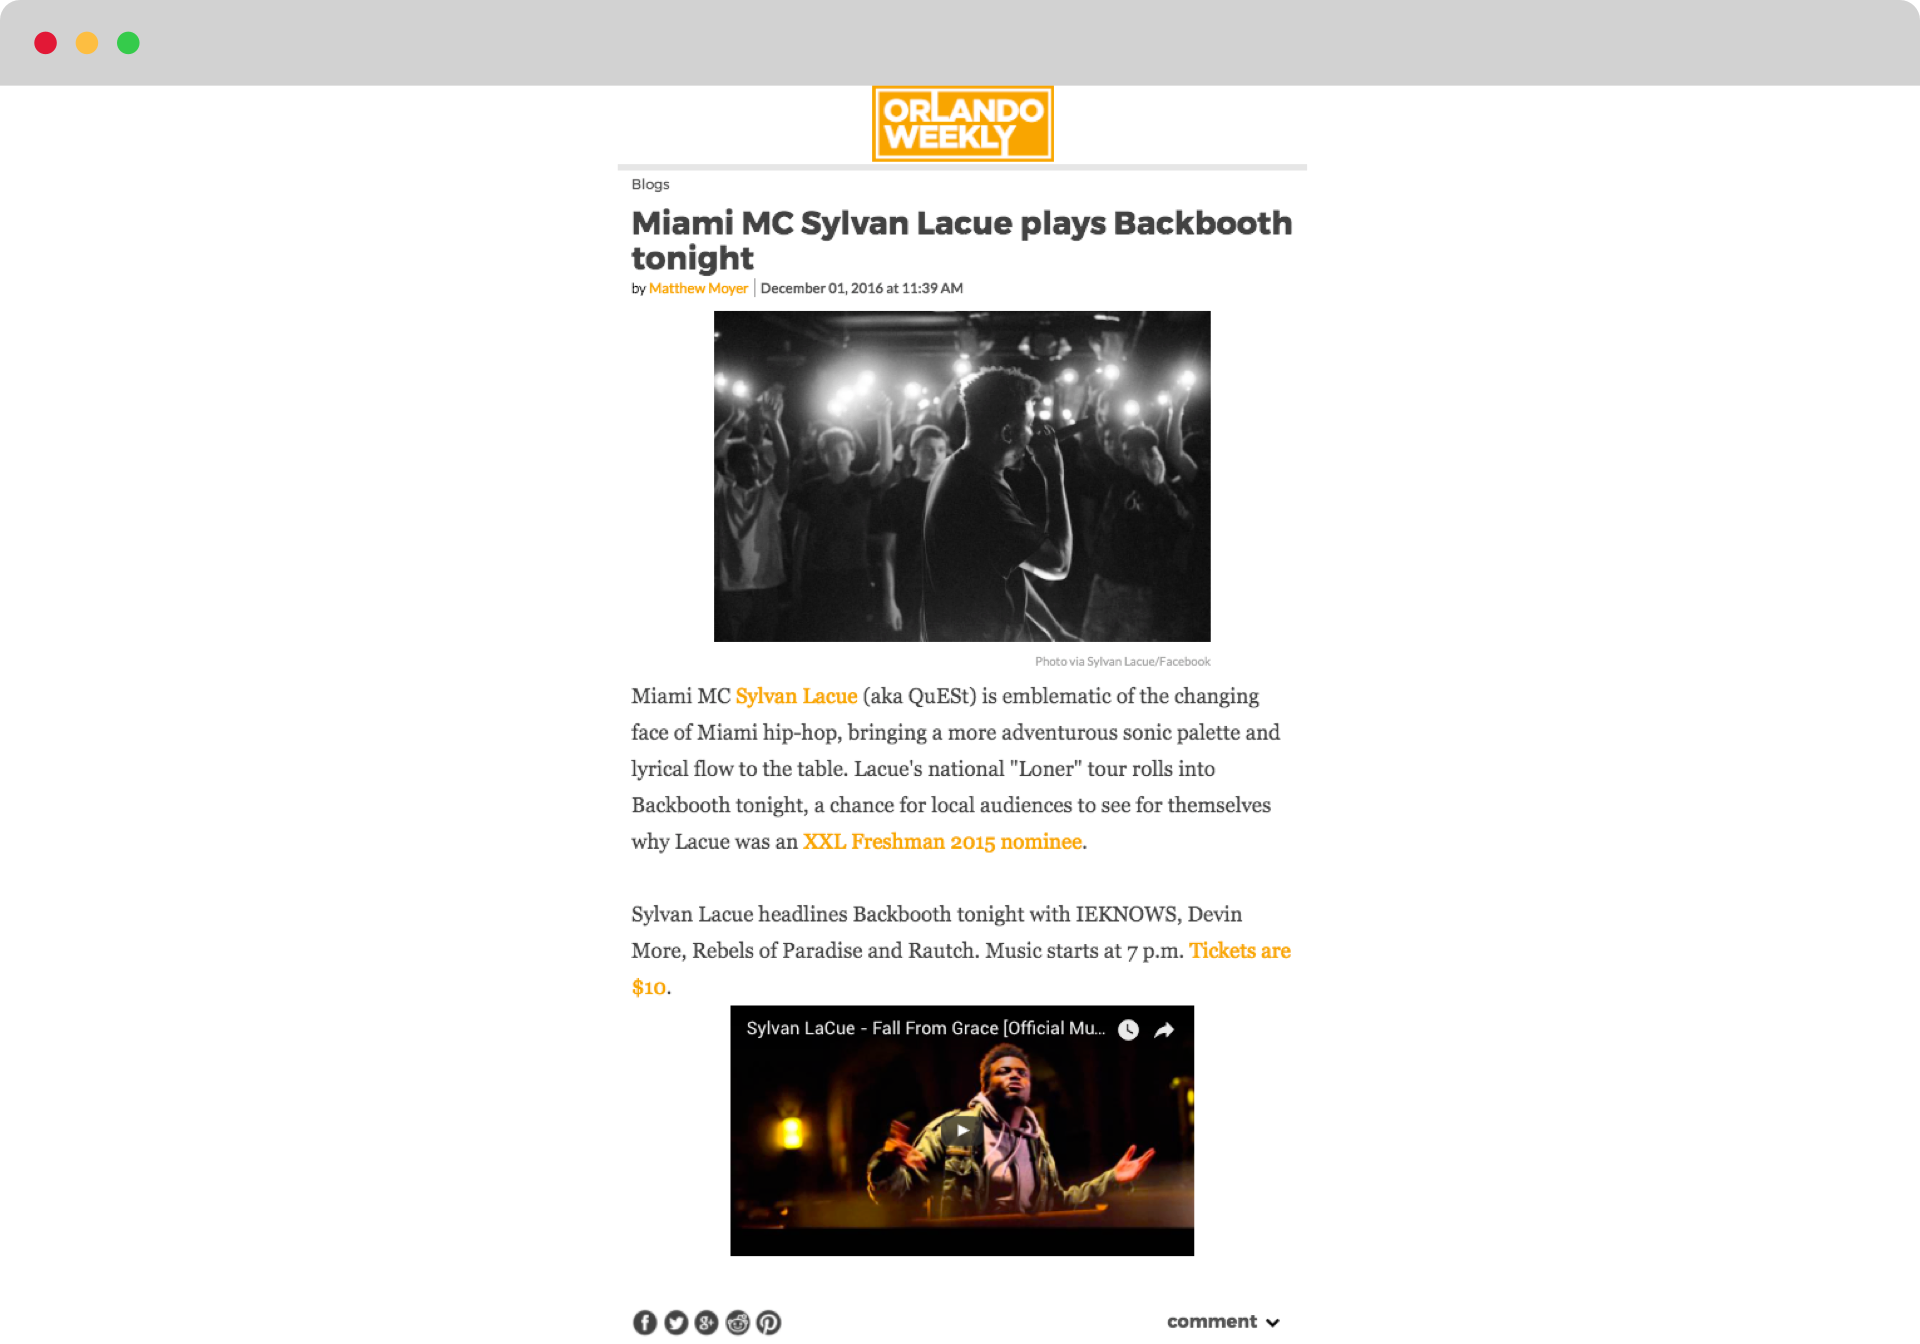 ORLANDO
WEEKLY
Blogs
Miami MC Sylvan Lacue plays Backbooth
tonight
by Matthew Moyer | December 01, 2016 at 11:39 AM
Photo via Sylvan Lacue/Facebook
Miami MC Sylvan Lacue (aka QuESt) is emblematic of the changing
face of Miami hip-hop, bringing a more adventurous sonic palette and
lyrical flow to the table. Lacue's national "Loner" tour rolls into
Backbooth tonight, a chance for local audiences to see for themselves
why Lacue was an XXL Freshman 2015 nominee.
Sylvan Lacue headlines Backbooth tonight with IEKNOWS, Devin
More, Rebels of Paradise and Rautch. Music starts at 7 p.m. Tickets are
$10.
Sylvan LaCue - Fall From Grace [Official Mu...
comment